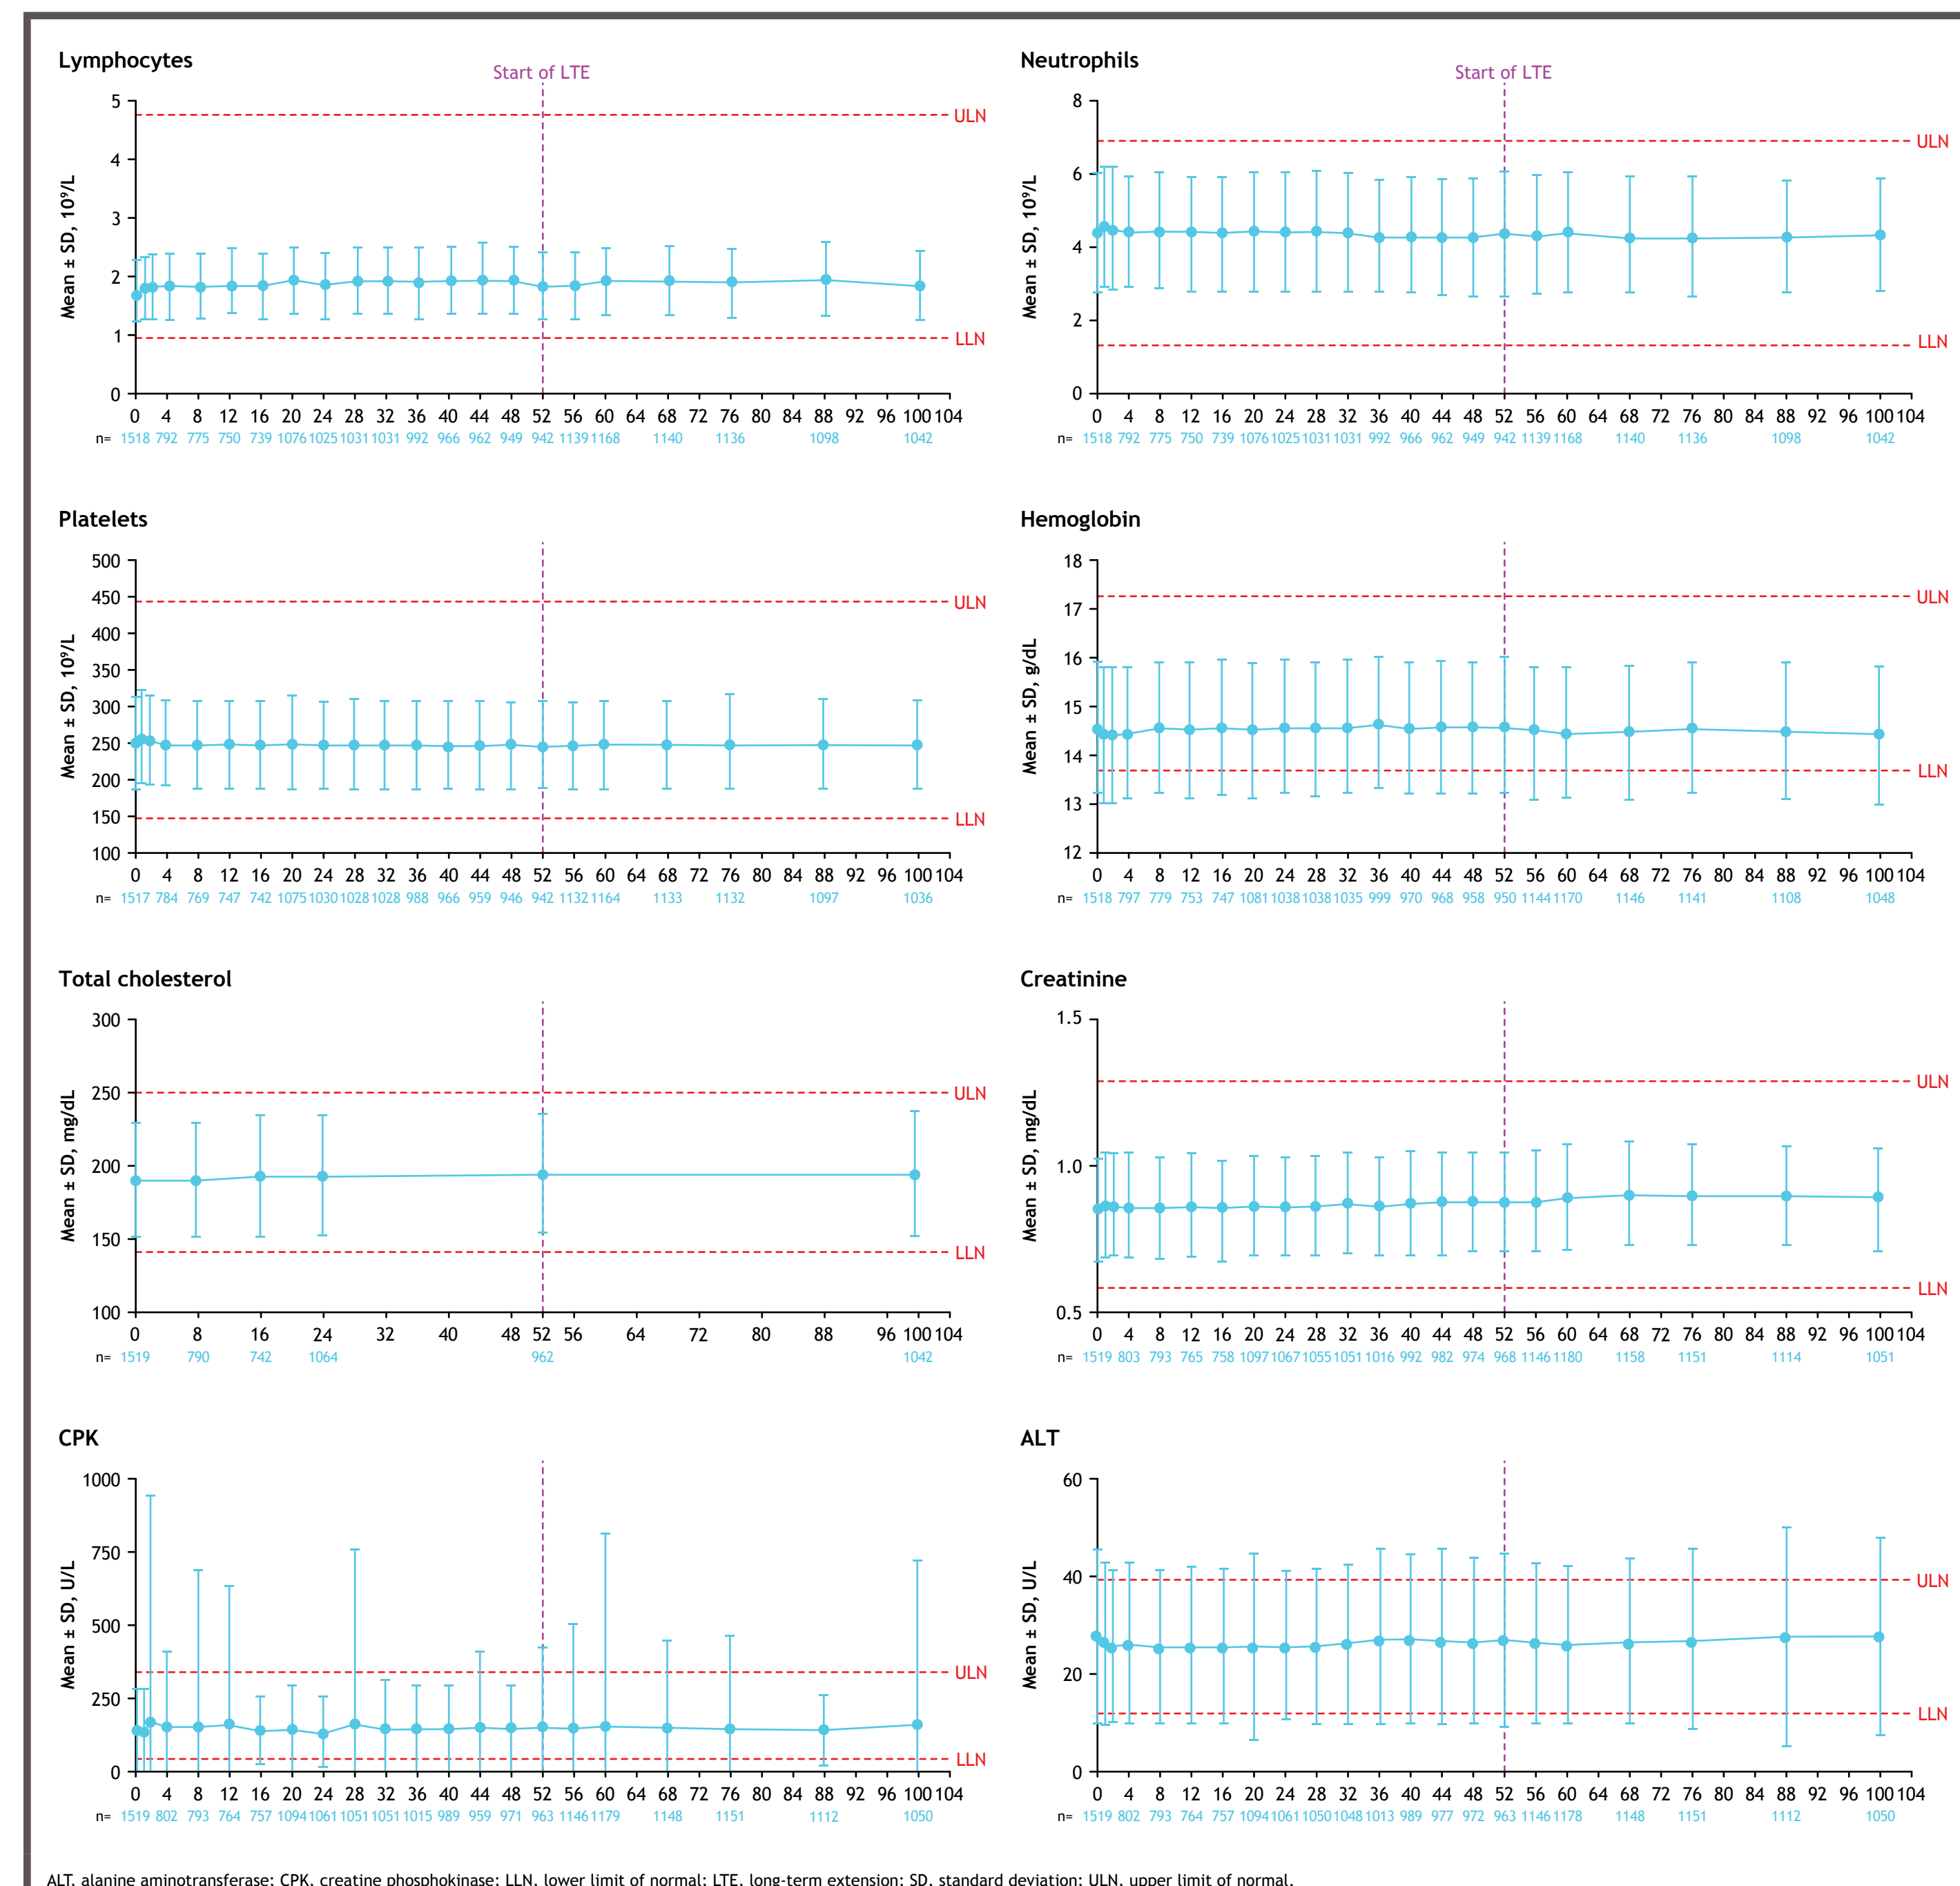 Lymphocytes
Start of LTE
5
4
3
2
1
0
Mean ± SD, 10⁹/L
ULN
LLN
0 4 8 12 16 20 24 28 32 36 40 44 48 52 56 60 64 68 72 76 80 84 88 92 96 100 104
n= 1518 792 775 750 739 1076 1025 1031 1031 992 966 962 949 942 1139 1168 1140 1136 1098 1042
Neutrophils
Start of LTE
8
6
4
2
0
Mean ± SD, 10⁹/L
ULN
LLN
0 4 8 12 16 20 24 28 32 36 40 44 48 52 56 60 64 68 72 76 80 84 88 92 96 100 104
n= 1518 792 775 750 739 1076 1025 1031 1031 992 966 962 949 942 1139 1168 1140 1136 1098 1042
Platelets
500
450
400
350
300
250
200
150
100
Mean ± SD, 10⁹/L
ULN
LLN
0 4 8 12 16 20 24 28 32 36 40 44 48 52 56 60 64 68 72 76 80 84 88 92 96 100 104
n= 1517 784 769 747 742 1075 1030 1028 1028 988 966 959 946 942 1132 1164 1133 1132 1097 1036
Hemoglobin
18
17
16
15
14
13
12
Mean ± SD, g/dL
ULN
LLN
0 4 8 12 16 20 24 28 32 36 40 44 48 52 56 60 64 68 72 76 80 84 88 92 96 100 104
n= 1518 797 779 753 747 1081 1038 1038 1035 999 970 968 958 950 1144 1170 1146 1141 1108 1048
Total cholesterol
300
250
200
150
100
Mean ± SD, mg/dL
ULN
LLN
0 8 16 24 32 40 48 52 56 64 72 80 88 96 100 104
n= 1519 790 742 1064 962 1042
Creatinine
1.5
1.0
0.5
Mean ± SD, mg/dL
ULN
LLN
0 4 8 12 16 20 24 28 32 36 40 44 48 52 56 60 64 68 72 76 80 84 88 92 96 100 104
n= 1519 803 793 765 758 1097 1067 1055 1051 1016 992 982 974 968 1146 1180 1158 1151 1114 1051
CPK
1000
750
500
250
0
Mean ± SD, U/L
ULN
LLN
0 4 8 12 16 20 24 28 32 36 40 44 48 52 56 60 64 68 72 76 80 84 88 92 96 100 104
n= 1519 802 793 764 757 1094 1061 1051 1051 1015 989 959 971 963 1146 1179 1148 1151 1112 1050
ALT
60
40
20
0
Mean ± SD, U/L
ULN
LLN
0 4 8 12 16 20 24 28 32 36 40 44 48 52 56 60 64 68 72 76 80 84 88 92 96 100 104
n= 1519 802 793 764 757 1094 1061 1050 1048 1013 989 977 972 963 1146 1178 1148 1151 1112 1050
ALT, alanine aminotransferase; CPK, creatine phosphokinase; LLN, lower limit of normal; LTE, long-term extension; SD, standard deviation; ULN, upper limit of normal.